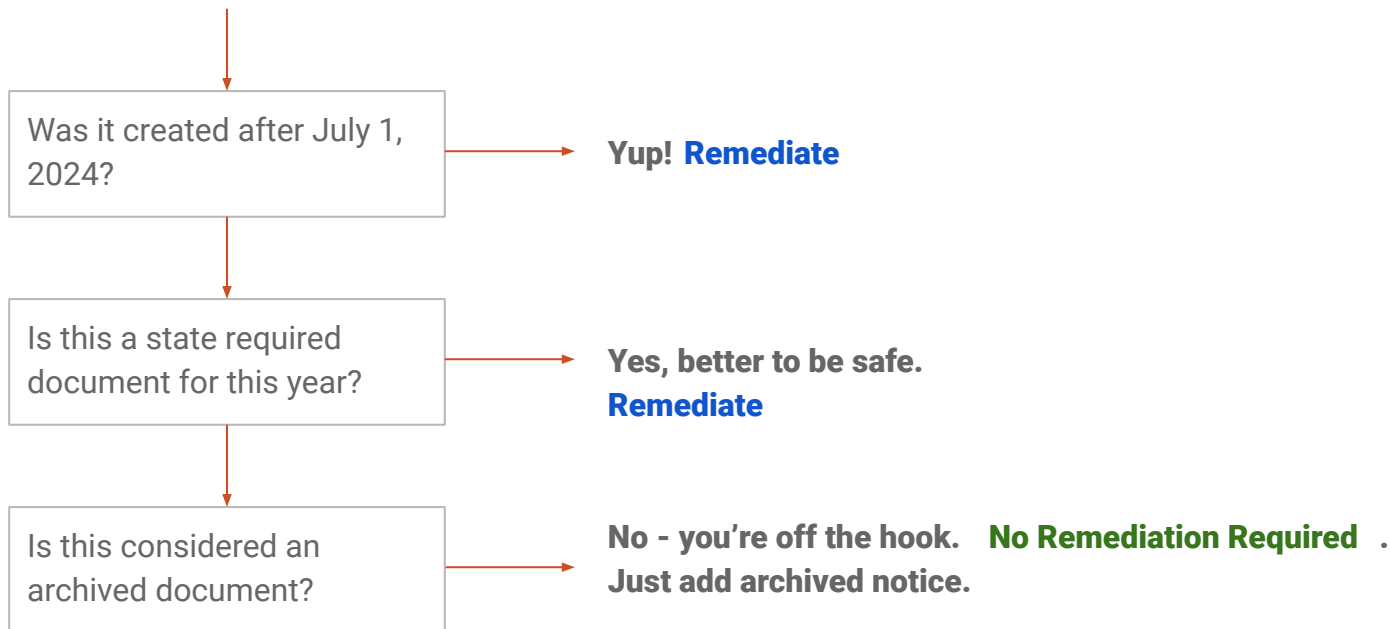 Was it created after July 1,
2024?
Yup! Remediate
Is this a state required
document for this year?
Yes, better to be safe.
Remediate
Is this considered an
archived document?
No - you’re off the hook. No Remediation Required .
Just add archived notice.